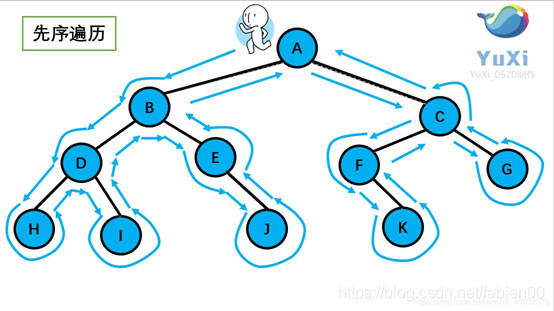 先序遍历
YuXi
YuXi_0520制作
A
B
C
D
E
F
G
H
I
J
K
https://blog.csdn.net/fabien00